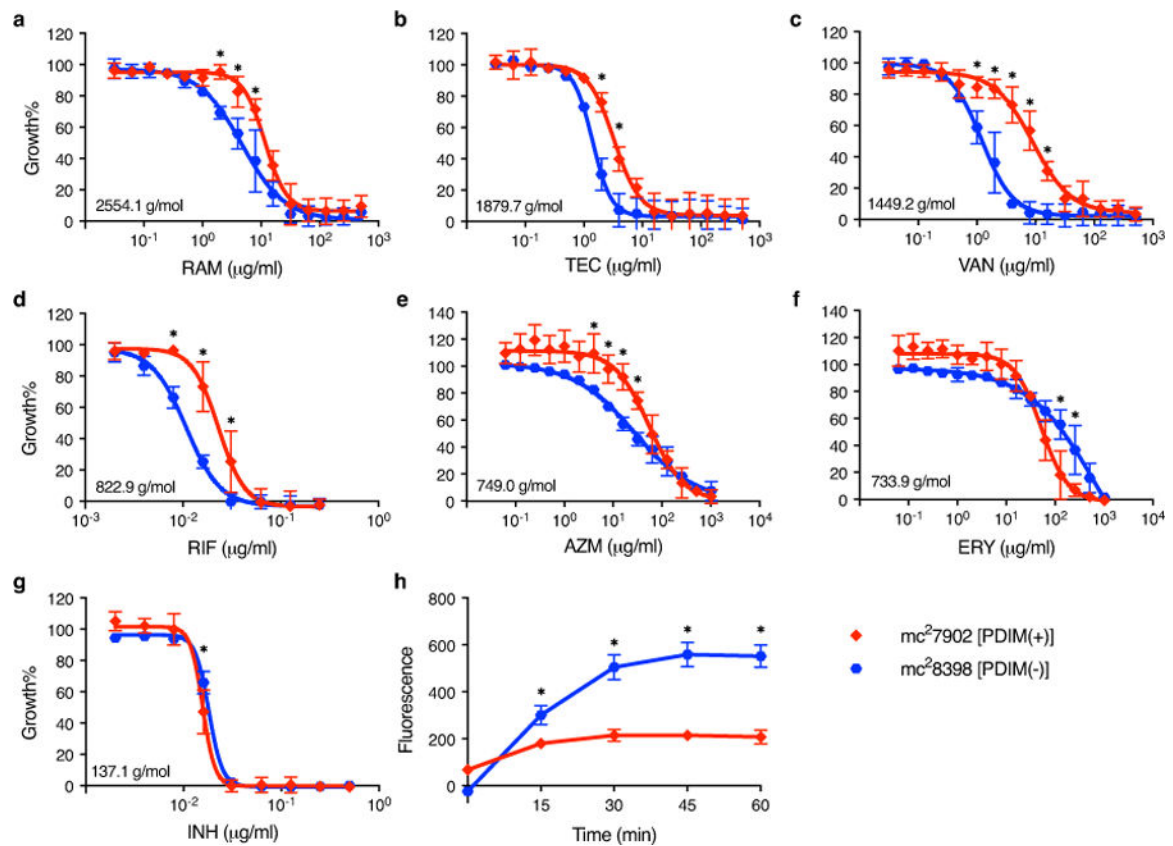 a
120
100
80
60
40
20
0
Growth%
* * *
2554.1 g/mol
10⁻¹ 10⁰ 10¹ 10² 10³
RAM (μg/ml)
b
120
100
80
60
40
20
0
* *
1879.7 g/mol
10⁻¹ 10⁰ 10¹ 10² 10³
TEC (μg/ml)
c
120
100
80
60
40
20
0
* * * * *
1449.2 g/mol
10⁻¹ 10⁰ 10¹ 10² 10³
VAN (μg/ml)
d
120
100
80
60
40
20
0
Growth%
* * *
822.9 g/mol
10⁻³ 10⁻² 10⁻¹ 10⁰
RIF (μg/ml)
e
140
120
100
80
60
40
20
0
* * * *
749.0 g/mol
10⁻¹ 10⁰ 10¹ 10² 10³ 10⁴
AZM (μg/ml)
f
140
120
100
80
60
40
20
0
* *
733.9 g/mol
10⁻¹ 10⁰ 10¹ 10² 10³ 10⁴
ERY (μg/ml)
g
120
100
80
60
40
20
0
Growth%
*
137.1 g/mol
10⁻² 10⁻¹ 10⁰
INH (μg/ml)
h
800
600
400
200
0
Fluorescence
* * * *
15 30 45 60
Time (min)
mc²7902 [PDIM(+)]
mc²8398 [PDIM(-)]